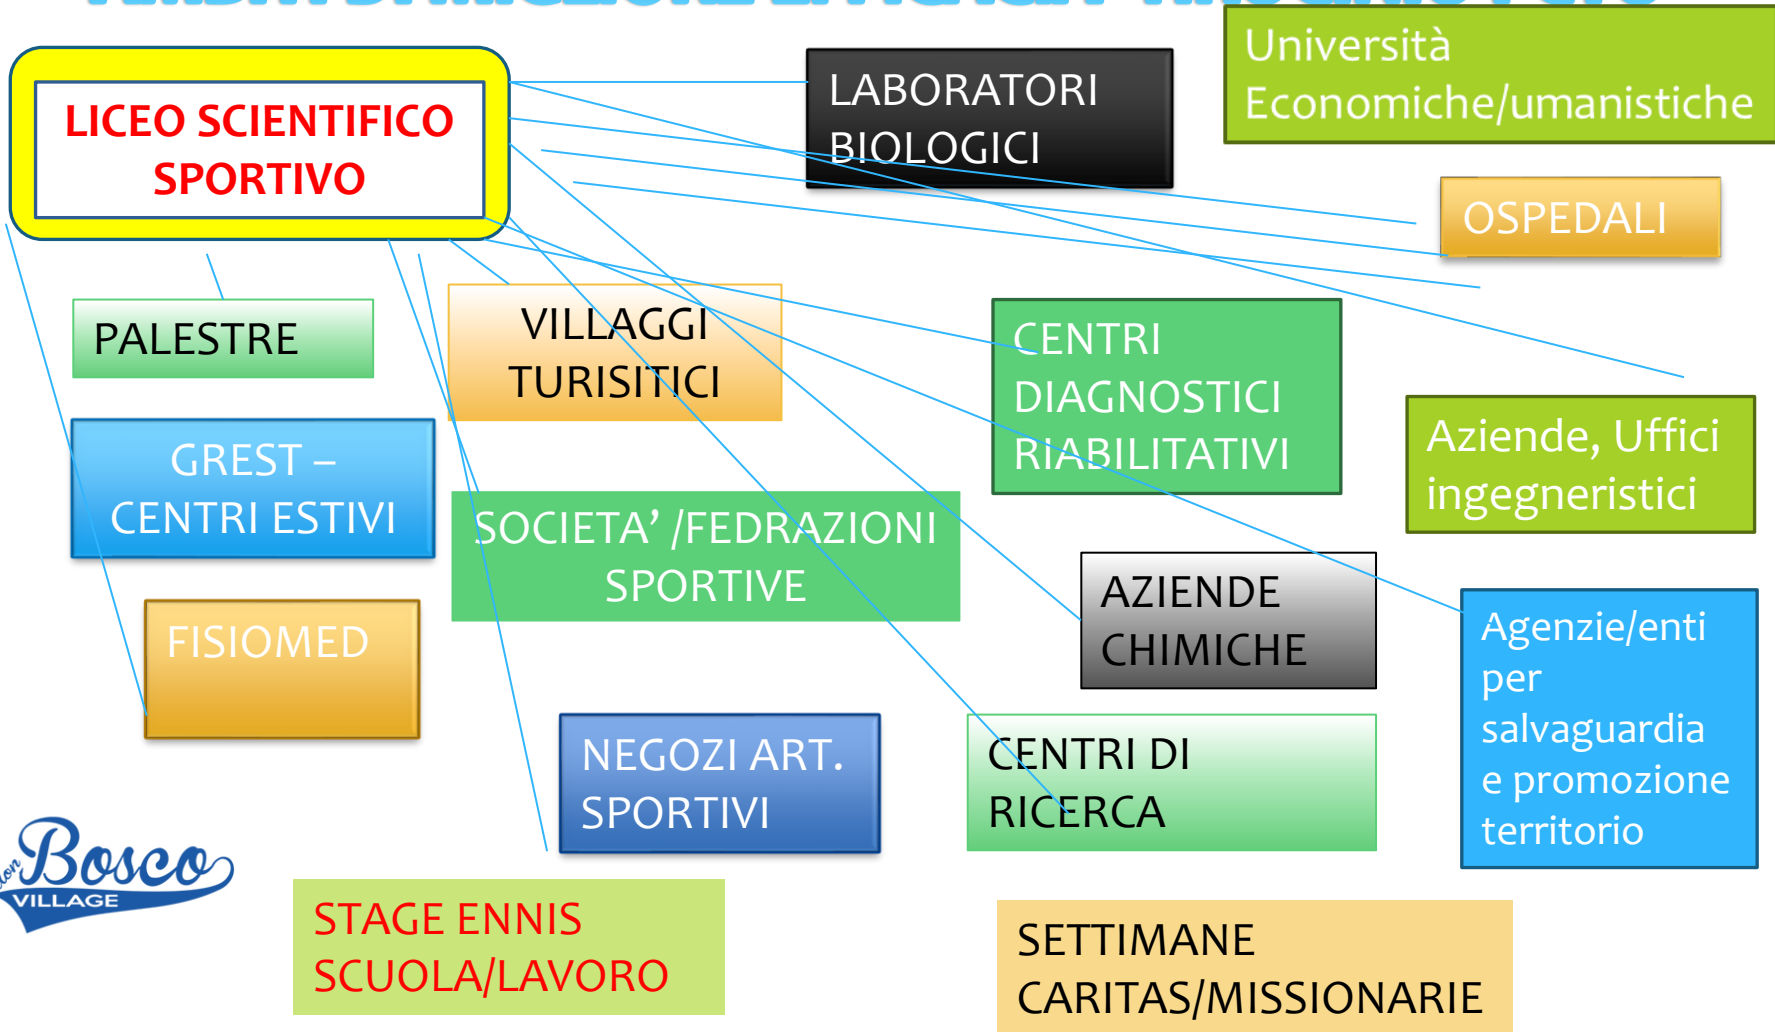 LICEO SCIENTIFICO
SPORTIVO
LABORATORI
BIOLOGICI
Università
Economiche/umanistiche
OSPEDALI
PALESTRE
VILLAGGI
TURISITICI
CENTRI
DIAGNOSTICI
RIABILITATIVI
Aziende, Uffici
ingegneristici
GREST –
CENTRI ESTIVI
SOCIETA’ /FEDRAZIONI
SPORTIVE
AZIENDE
CHIMICHE
Agenzie/enti
per
salvaguardia
e promozione
territorio
FISIOMED
NEGOZI ART.
SPORTIVI
CENTRI DI
RICERCA
don Bosco
VILLAGE
STAGE ENNIS
SCUOLA/LAVORO
SETTIMANE
CARITAS/MISSIONARIE